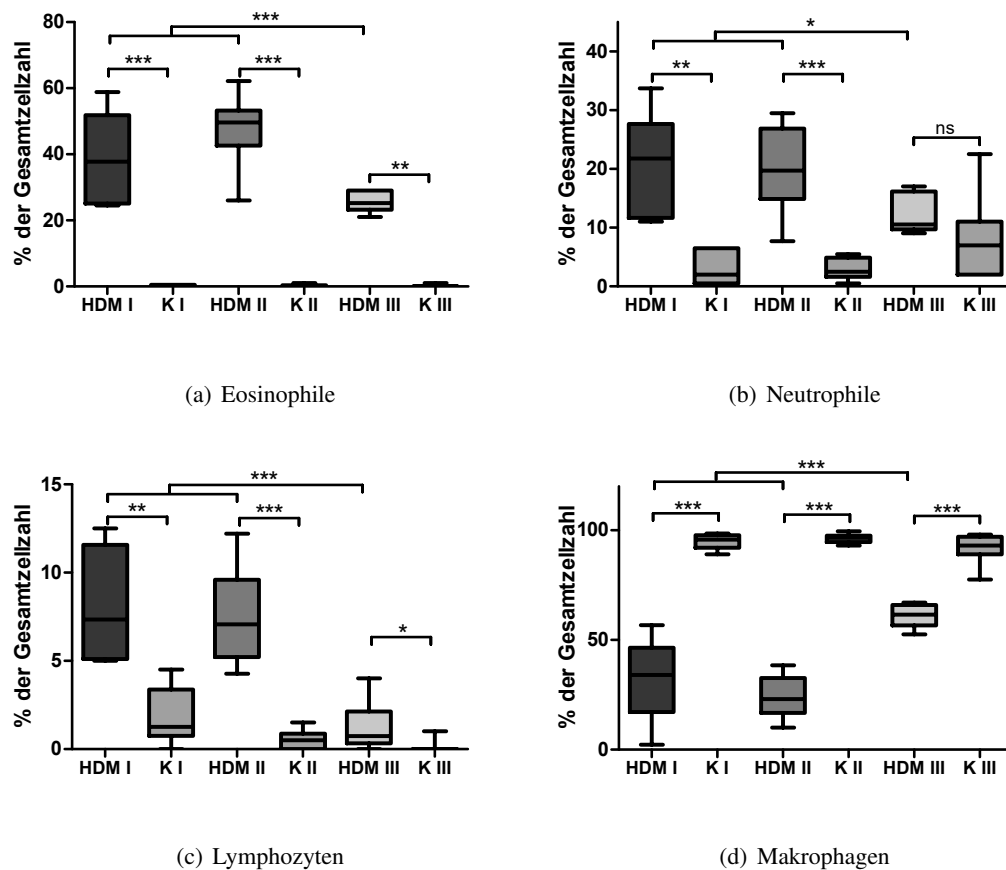 % der Gesamtzellzahl
80
60
40
20
0
***
***
***
**
HDM I K I HDM II K II HDM III K III
(a) Eosinophile
% der Gesamtzellzahl
40
30
20
10
0
*
**
***
ns
HDM I K I HDM II K II HDM III K III
(b) Neutrophile
% der Gesamtzellzahl
15
10
5
0
***
**
***
*
HDM I K I HDM II K II HDM III K III
(c) Lymphozyten
% der Gesamtzellzahl
100
50
0
***
***
***
***
HDM I K I HDM II K II HDM III K III
(d) Makrophagen